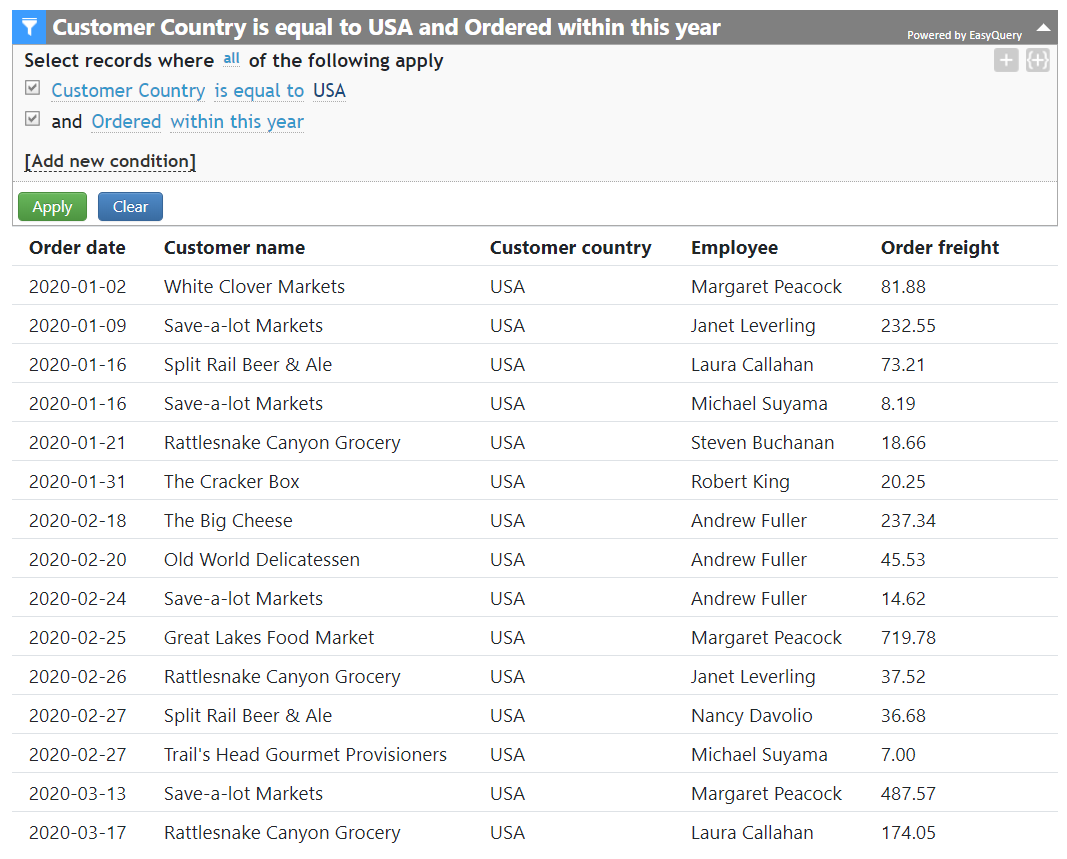 Customer Country is equal to USA and Ordered within this year
Powered by EasyQuery
Select records where all of the following apply
Customer Country is equal to USA
and Ordered within this year
[Add new condition]
Apply Clear
Order date Customer name Customer country Employee Order freight
2020-01-02 White Clover Markets USA Margaret Peacock 81.88
2020-01-09 Save-a-lot Markets USA Janet Leverling 232.55
2020-01-16 Split Rail Beer & Ale USA Laura Callahan 73.21
2020-01-16 Save-a-lot Markets USA Michael Suyama 8.19
2020-01-21 Rattlesnake Canyon Grocery USA Steven Buchanan 18.66
2020-01-31 The Cracker Box USA Robert King 20.25
2020-02-18 The Big Cheese USA Andrew Fuller 237.34
2020-02-20 Old World Delicatessen USA Andrew Fuller 45.53
2020-02-24 Save-a-lot Markets USA Andrew Fuller 14.62
2020-02-25 Great Lakes Food Market USA Margaret Peacock 719.78
2020-02-26 Rattlesnake Canyon Grocery USA Janet Leverling 37.52
2020-02-27 Split Rail Beer & Ale USA Nancy Davolio 36.68
2020-02-27 Trail's Head Gourmet Provisioners USA Michael Suyama 7.00
2020-03-13 Save-a-lot Markets USA Margaret Peacock 487.57
2020-03-17 Rattlesnake Canyon Grocery USA Laura Callahan 174.05